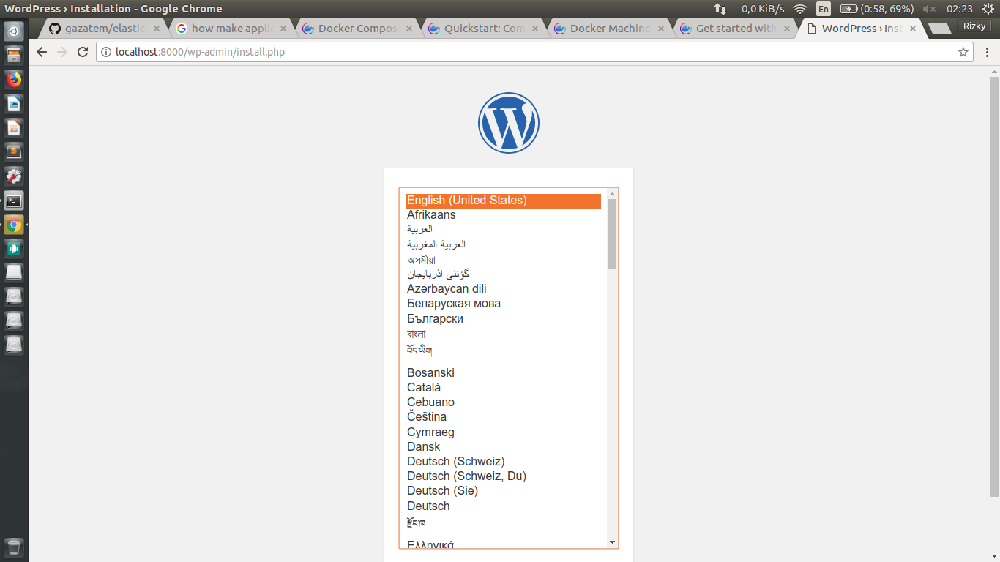 WordPress › Installation - Google Chrome
0,0 KiB/s
En
(0:58, 69%)
02:23
gazatem/elastic
how make applic
Docker Compos
Quickstart: Com
Docker Machine
Get started with
WordPress › Inst
Rizky
localhost:8000/wp-admin/install.php
English (United States)
Afrikaans
العربية
العربية المغربية
অসমীয়া
گؤنئی آذربایجان
Azərbaycan dili
Беларуская мова
Български
বাংলা
བོད་ཡིག
Bosanski
Català
Cebuano
Čeština
Cymraeg
Dansk
Deutsch (Schweiz)
Deutsch (Schweiz, Du)
Deutsch (Sie)
Deutsch
རྫོང་ཁ
Ελληνικά